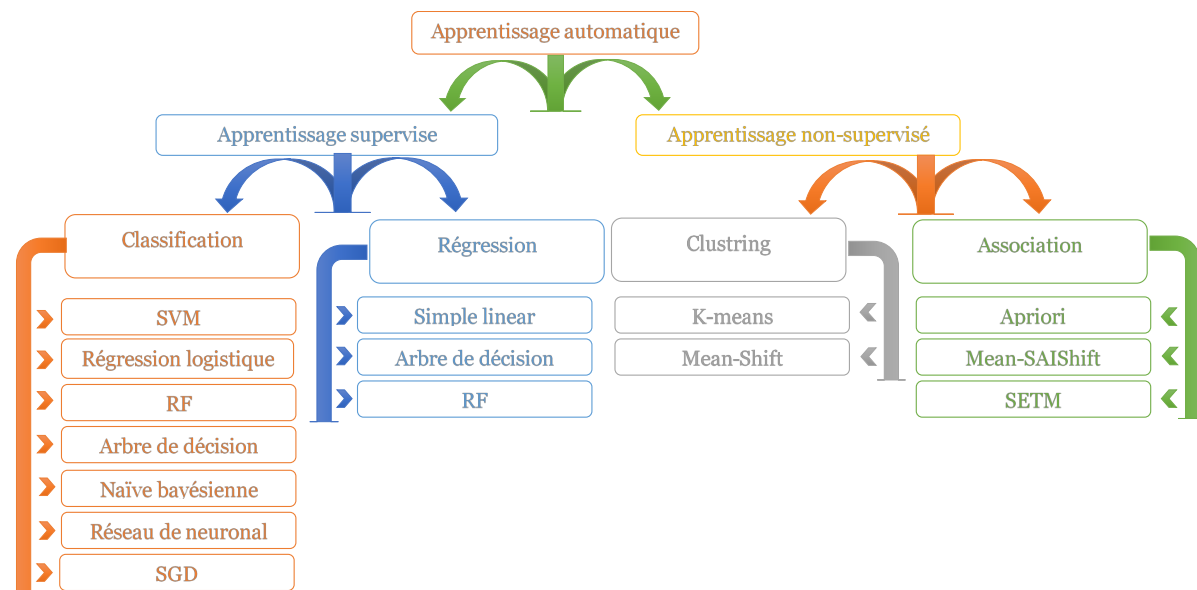 Apprentissage automatique
Apprentissage supervise
Apprentissage non-supervisé
Classification
Régression
Clustring
Association
SVM
Régression logistique
RF
Arbre de décision
Naïve bayésienne
Réseau de neuronal
SGD
Simple linear
Arbre de décision
RF
K-means
Mean-Shift
Apriori
Mean-SAIShift
SETM